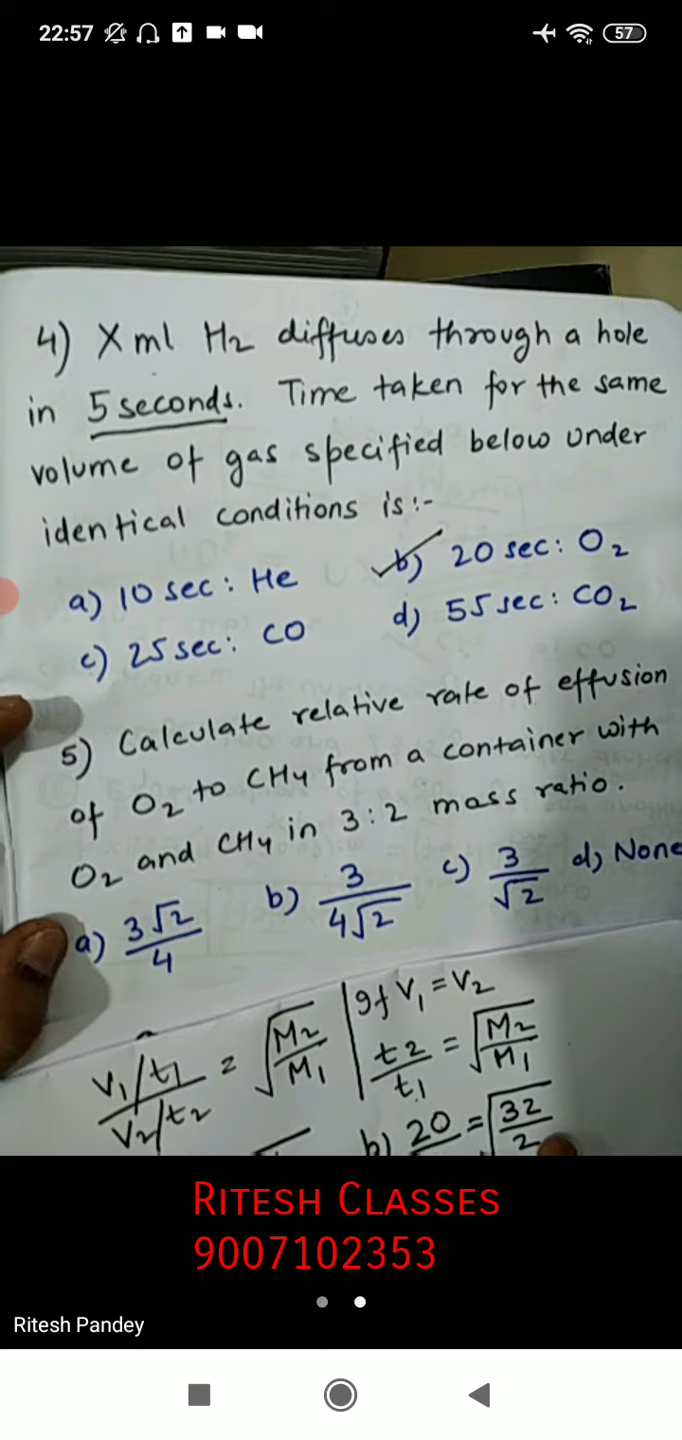 22:57
57
4) X ml H2 diffuses through a hole
in 5 seconds. Time taken for the same
volume of gas specified below under
identical conditions is:-
a) 10 sec: He b) 20 sec: O2
c) 25 sec: CO d) 55 sec: CO2
5) Calculate relative rate of effusion
of O2 to CH4 from a container with
O2 and CH4 in 3:2 mass ratio.
a) 3√2/4 b) 3/4√2 c) 3/√2 d) None
V1/t1 / V2/t2 = √M2/M1 | If V1 = V2
t2/t1 = √M2/M1
b) 20 = √32/2
RITESH CLASSES
9007102353
Ritesh Pandey